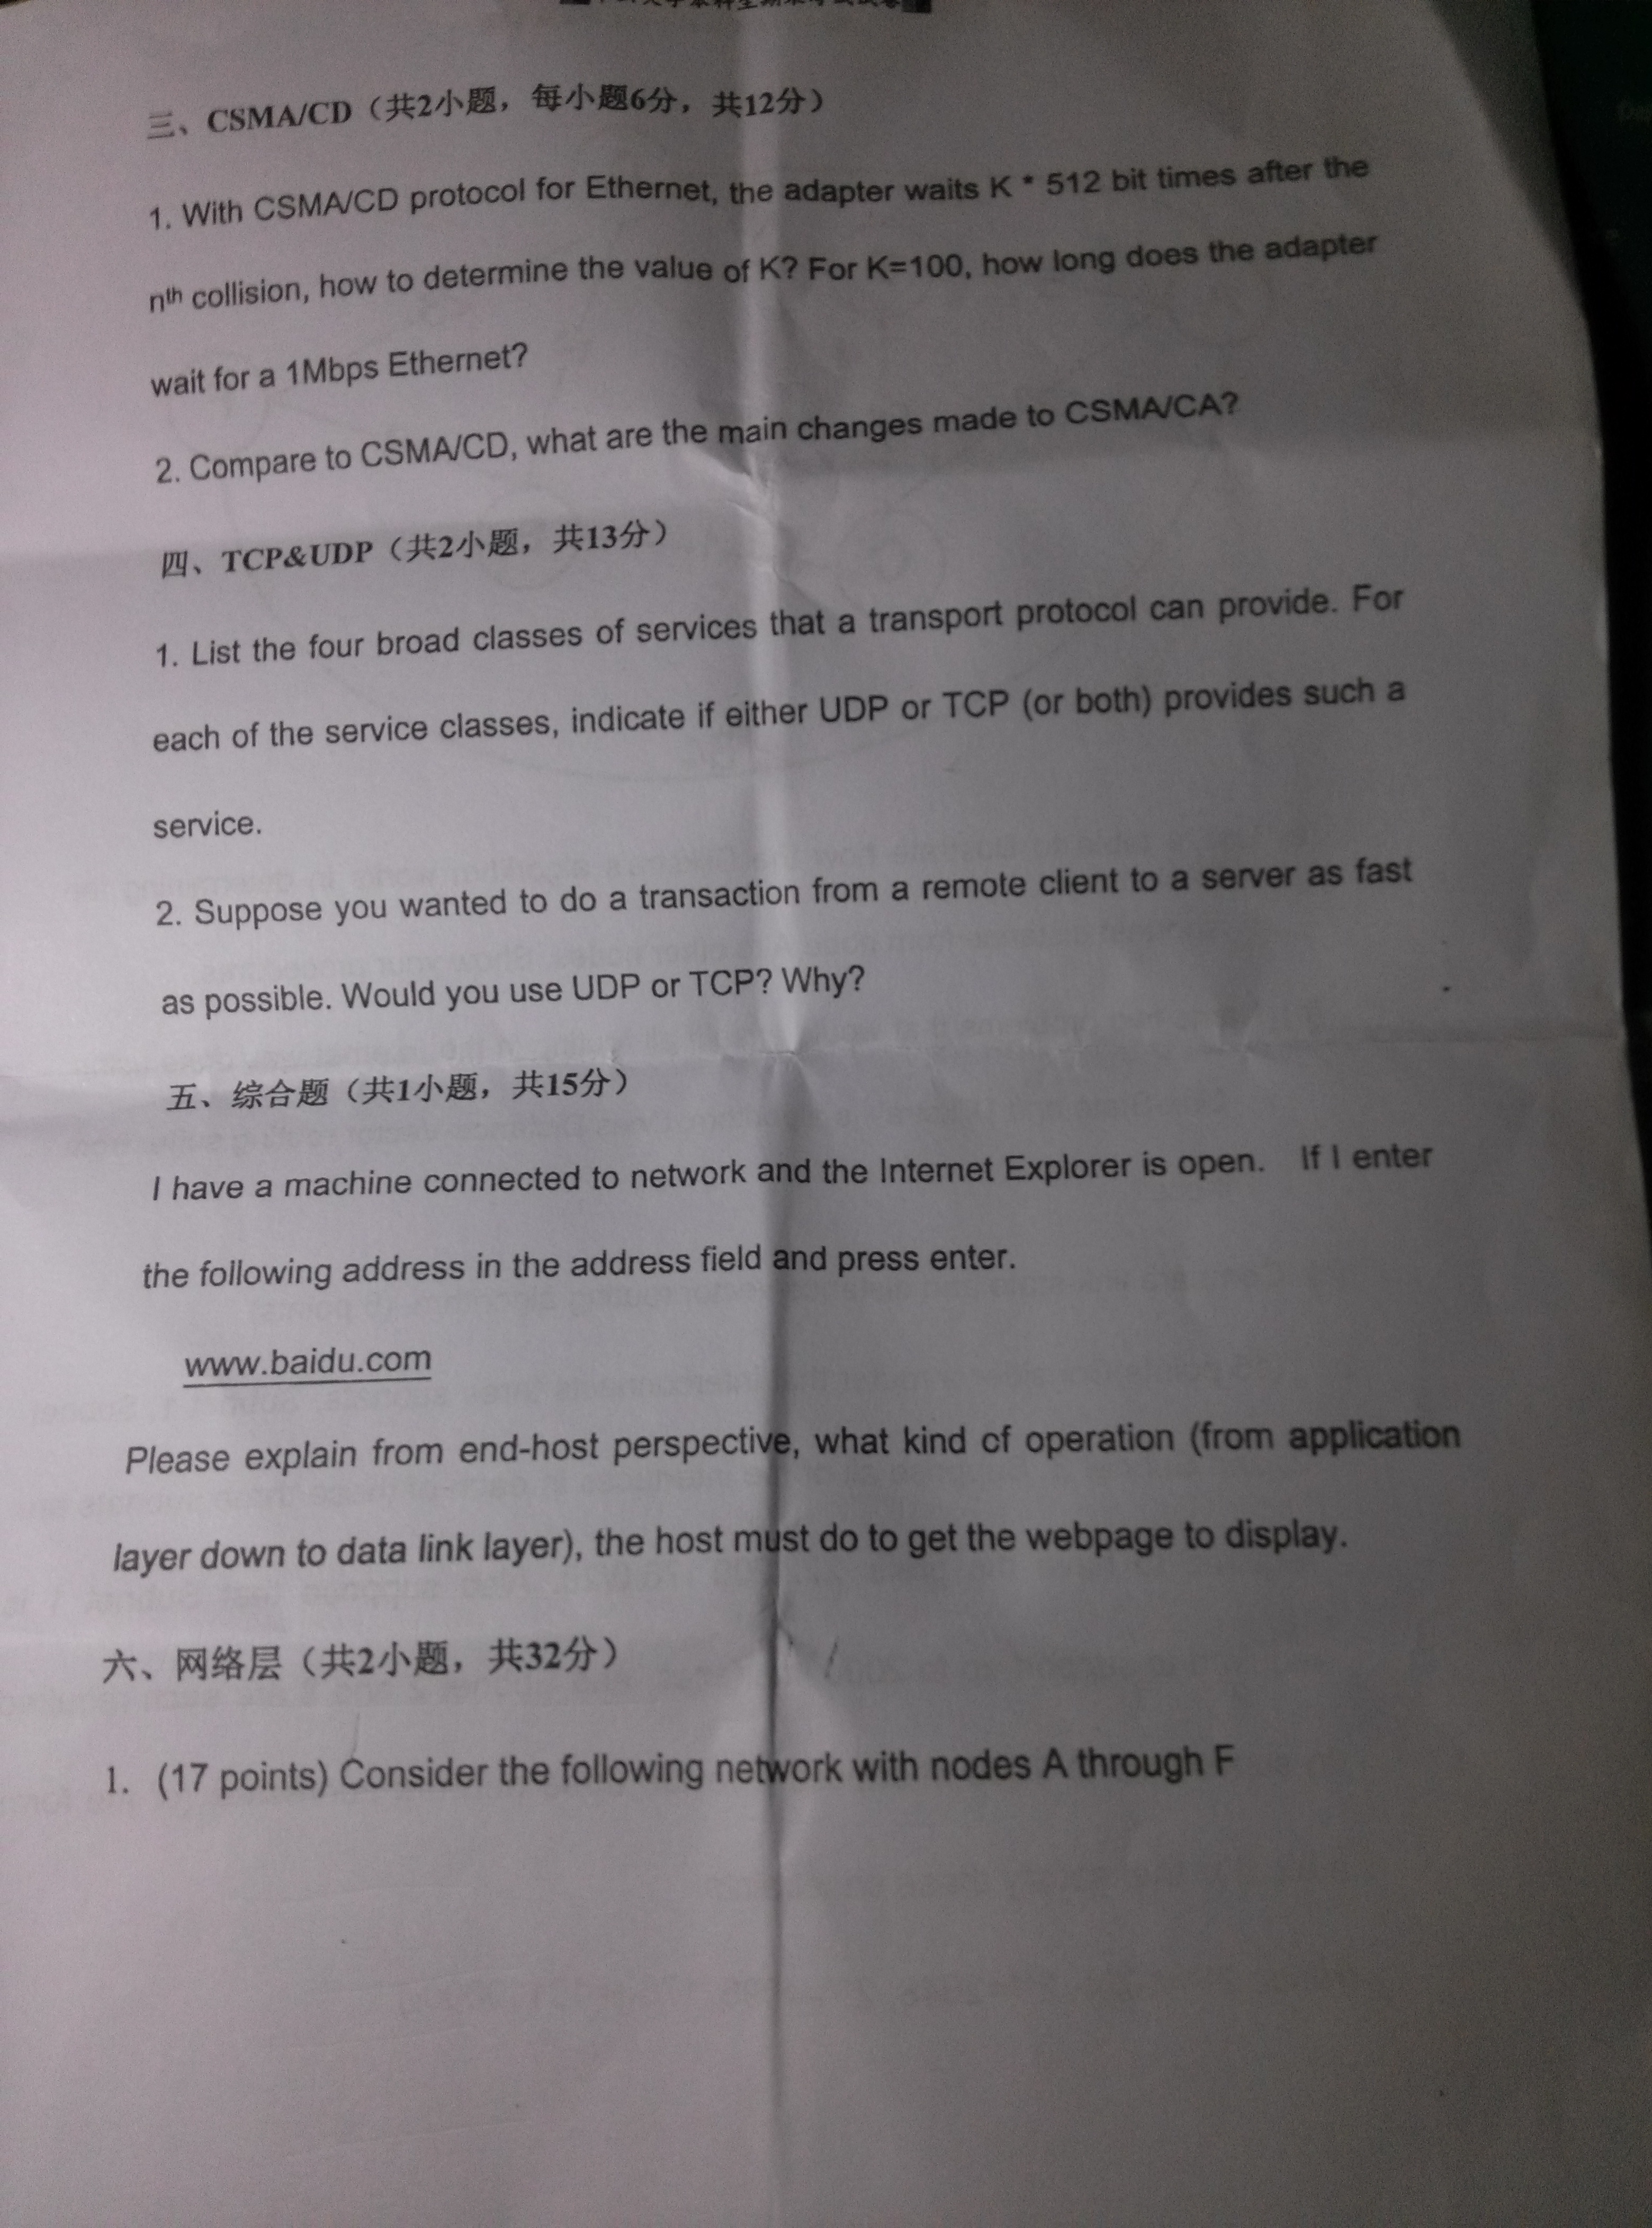 三、CSMA/CD（共2小题，每小题6分，共12分）
1. With CSMA/CD protocol for Ethernet, the adapter waits K * 512 bit times after the
nth collision, how to determine the value of K? For K=100, how long does the adapter
wait for a 1Mbps Ethernet?
2. Compare to CSMA/CD, what are the main changes made to CSMA/CA?
四、TCP&UDP（共2小题，共13分）
1. List the four broad classes of services that a transport protocol can provide. For
each of the service classes, indicate if either UDP or TCP (or both) provides such a
service.
2. Suppose you wanted to do a transaction from a remote client to a server as fast
as possible. Would you use UDP or TCP? Why?
五、综合题（共1小题，共15分）
I have a machine connected to network and the Internet Explorer is open. If I enter
the following address in the address field and press enter.
www.baidu.com
Please explain from end-host perspective, what kind of operation (from application
layer down to data link layer), the host must do to get the webpage to display.
六、网络层（共2小题，共32分）
1. (17 points) Consider the following network with nodes A through F